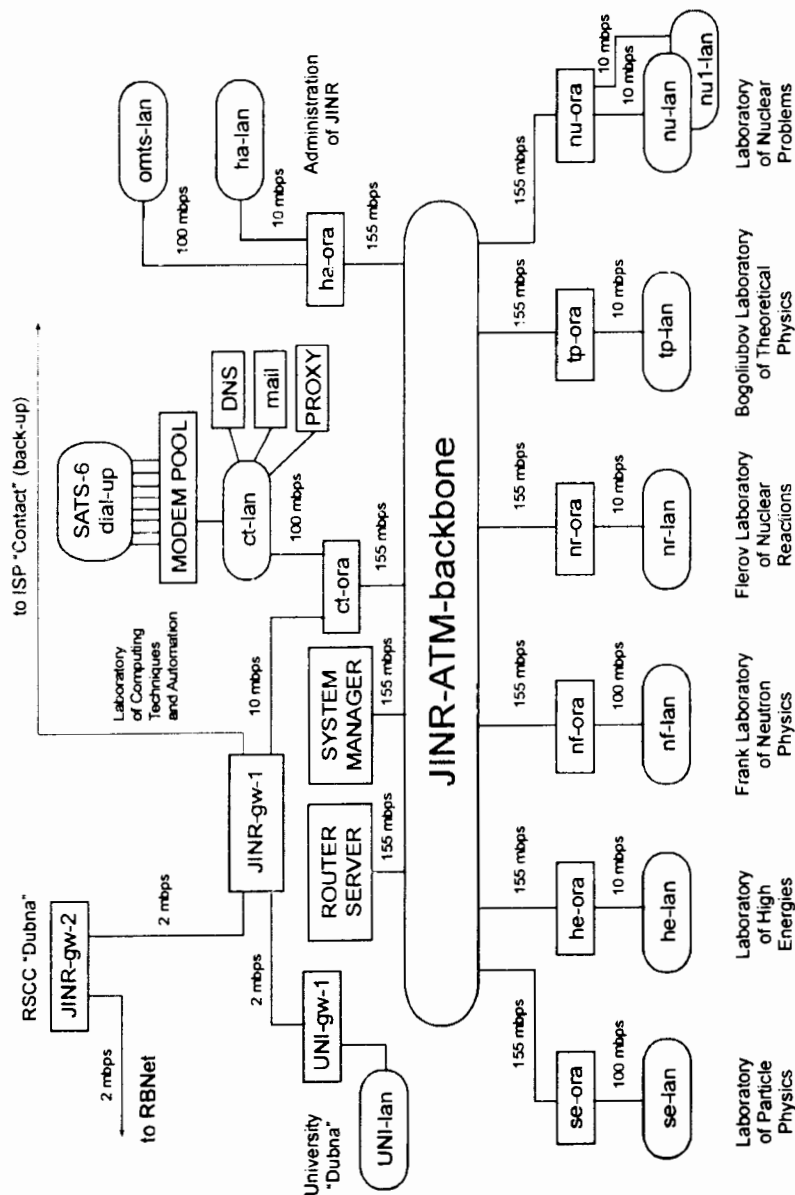 to ISP "Contact" (back-up)
RSCC "Dubna"
JINR-gw-2
2 mbps
to RBNet
2 mbps
University
"Dubna"
UNI-gw-1
UNI-lan
2 mbps
JINR-gw-1
10 mbps
Laboratory
of Computing
Techniques
and Automation
SATS-6
dial-up
MODEM POOL
ct-lan
DNS
mail
PROXY
100 mbps
ct-ora
155 mbps
ROUTER
SERVER
155 mbps
SYSTEM
MANAGER
155 mbps
omts-lan
100 mbps
ha-lan
10 mbps
ha-ora
155 mbps
Administration
of JINR
JINR-ATM-backbone
155 mbps
se-ora
100 mbps
se-lan
Laboratory
of Particle
Physics
155 mbps
he-ora
10 mbps
he-lan
Laboratory
of High
Energies
155 mbps
nf-ora
100 mbps
nf-lan
Frank Laboratory
of Neutron
Physics
155 mbps
nr-ora
10 mbps
nr-lan
Flerov Laboratory
of Nuclear
Reactions
155 mbps
tp-ora
10 mbps
tp-lan
Bogoliubov Laboratory
of Theoretical
Physics
155 mbps
nu-ora
10 mbps
10 mbps
nu-lan
nu1-lan
Laboratory
of Nuclear
Problems